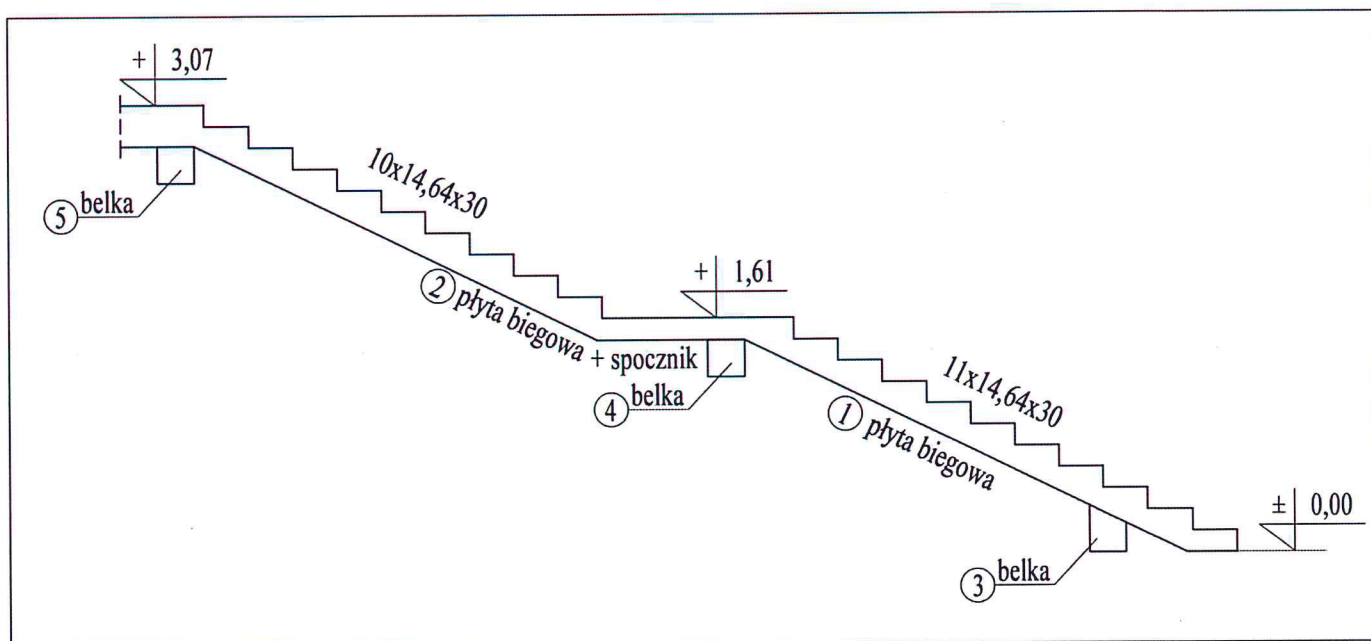 + 3,07
10x14,64x30
5 belka
+ 1,61
2 płyta biegowa + spocznik
4 belka
11x14,64x30
1 płyta biegowa
± 0,00
3 belka